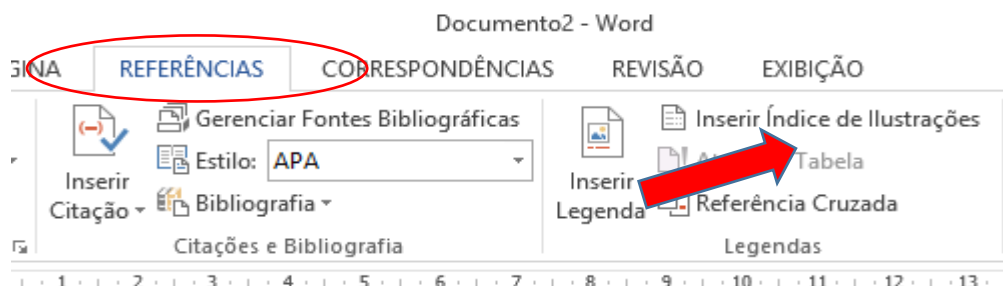 Documento2 - Word
GINA REFERÊNCIAS CORRESPONDÊNCIAS REVISÃO EXIBIÇÃO
Gerenciar Fontes Bibliográficas
Estilo: APA
Bibliografia
Inserir
Citação
Citações e Bibliografia
Inserir
Legenda
Inserir Índice de Ilustrações
Tabela
Referência Cruzada
Legendas
1 2 3 4 5 6 7 8 9 10 11 12 13